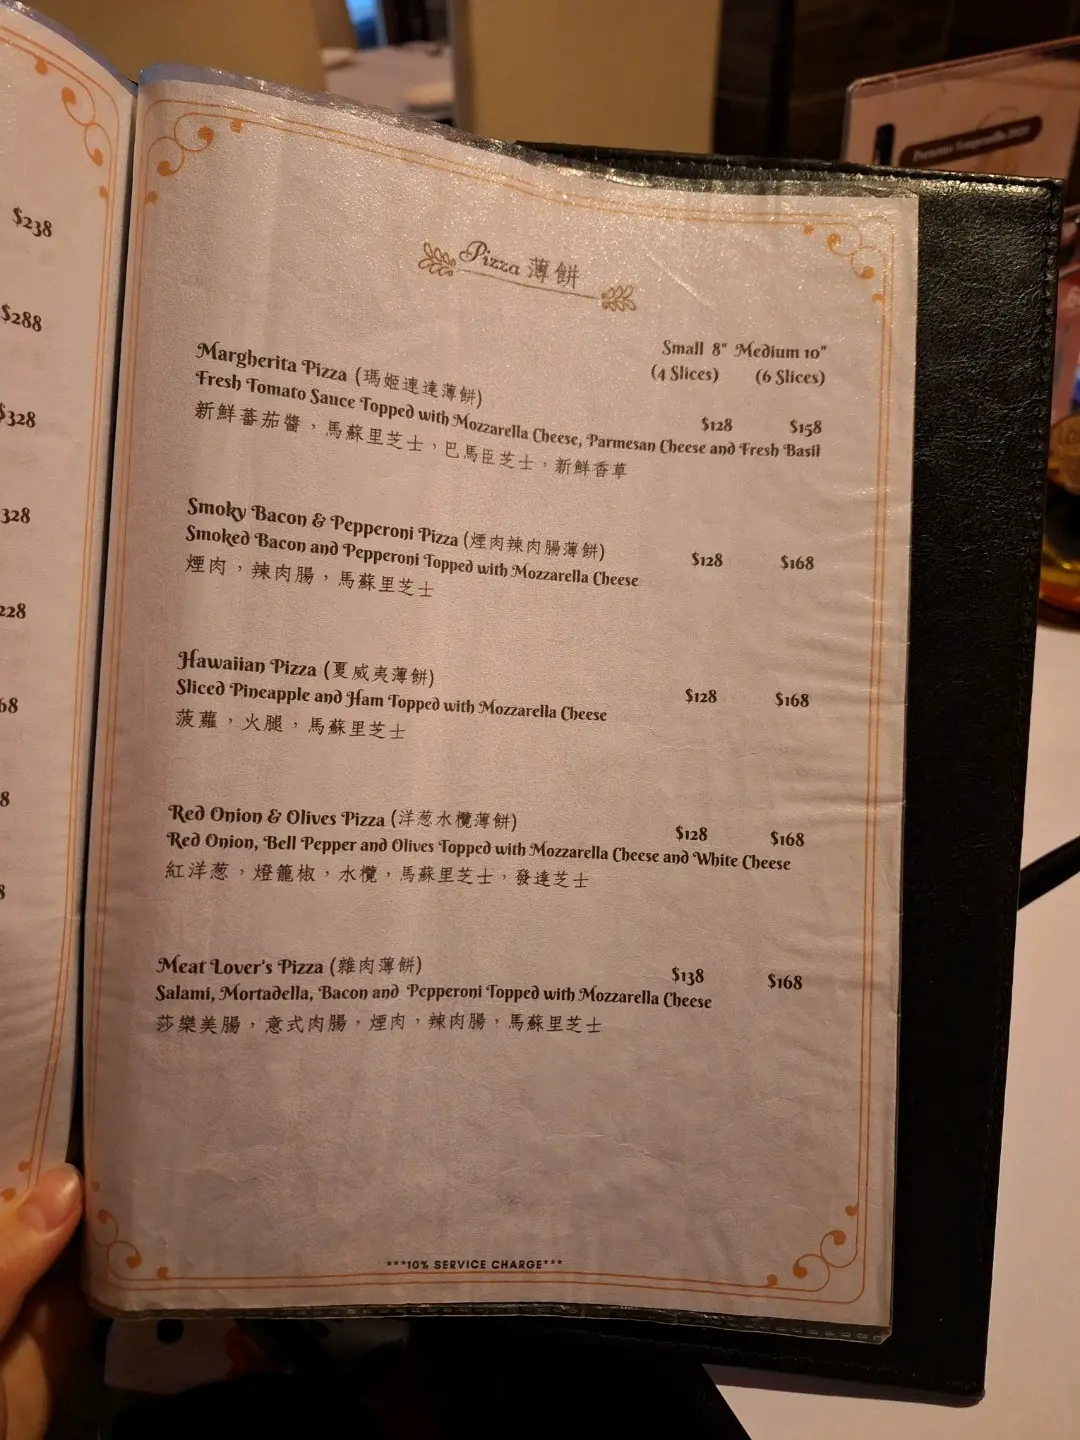 $238
$288
$328
328
228
68
8
8
Pizza 薄餅
Small 8" Medium 10"
(4 Slices) (6 Slices)
Margherita Pizza (瑪姬連達薄餅)
$128 $158
Fresh Tomato Sauce Topped with Mozzarella Cheese, Parmesan Cheese and Fresh Basil
新鮮蕃茄醬，馬蘇里芝士，巴馬臣芝士，新鮮香草
Smoky Bacon & Pepperoni Pizza (煙肉辣肉腸薄餅)
$128 $168
Smoked Bacon and Pepperoni Topped with Mozzarella Cheese
煙肉，辣肉腸，馬蘇里芝士
Hawaiian Pizza (夏威夷薄餅)
$128 $168
Sliced Pineapple and Ham Topped with Mozzarella Cheese
菠蘿，火腿，馬蘇里芝士
Red Onion & Olives Pizza (洋葱水欖薄餅)
$128 $168
Red Onion, Bell Pepper and Olives Topped with Mozzarella Cheese and White Cheese
紅洋葱，燈籠椒，水欖，馬蘇里芝士，發達芝士
Meat Lover's Pizza (雜肉薄餅)
$138 $168
Salami, Mortadella, Bacon and Pepperoni Topped with Mozzarella Cheese
莎樂美腸，意式肉腸，煙肉，辣肉腸，馬蘇里芝士
***10% SERVICE CHARGE***